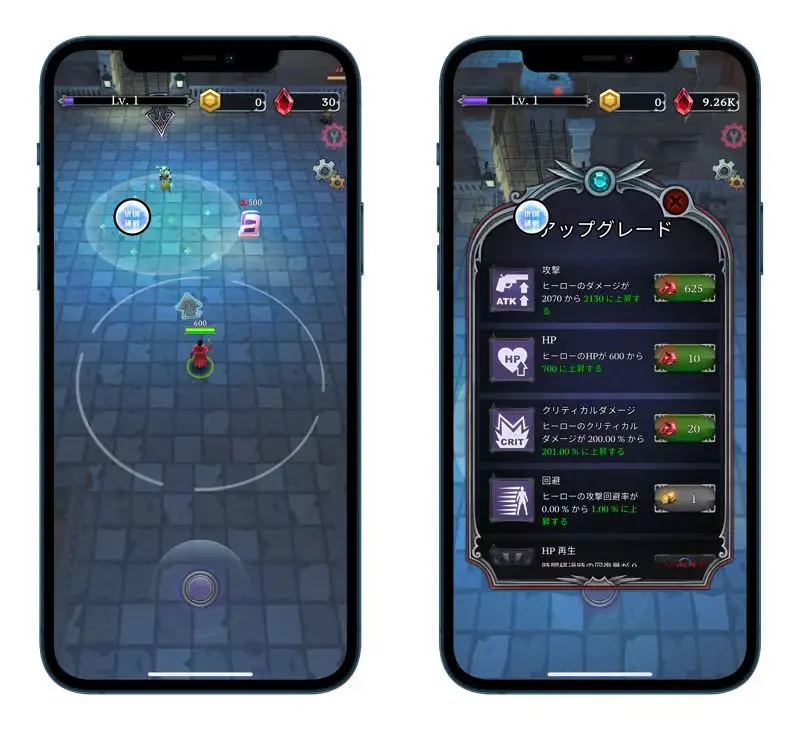 Lv. 1
0
30
500
600
Lv. 1
0
9.26K
アップグレード
攻撃
ヒーローのダメージが
2070 から 2130 に上昇す
る
ATK
625
HP
ヒーローのHPが 600 から
700 に上昇する
HP
10
クリティカルダメージ
ヒーローのクリティカル
ダメージが 200.00 % から
201.00 % に上昇する
CRIT
20
回避
ヒーローの攻撃回避率が
0.00 % から 1.00 % に上
昇する
1
HP 再生